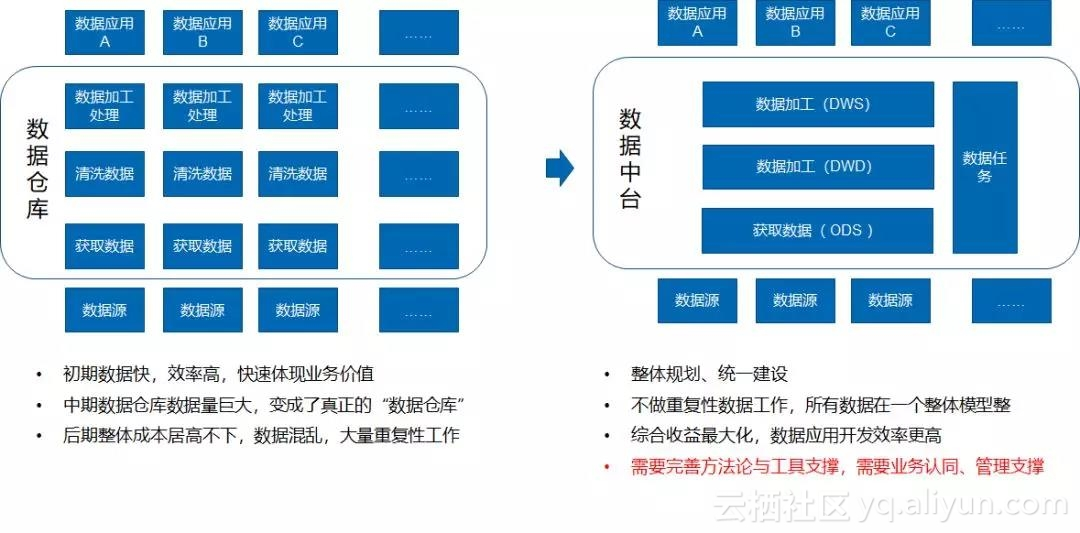 数据应用
A
数据应用
B
数据应用
C
……
数据仓库
数据加工
处理
数据加工
处理
数据加工
处理
……
清洗数据
清洗数据
清洗数据
……
获取数据
获取数据
获取数据
……
数据源
数据源
数据源
……
• 初期数据快，效率高，快速体现业务价值
• 中期数据仓库数据量巨大，变成了真正的“数据仓库”
• 后期整体成本居高不下，数据混乱，大量重复性工作
数据应用
A
数据应用
B
数据应用
C
……
数据中台
数据加工（DWS）
数据加工（DWD）
获取数据（ ODS ）
数据任
务
数据源
数据源
数据源
……
• 整体规划、统一建设
• 不做重复性数据工作，所有数据在一个整体模型整
• 综合收益最大化，数据应用开发效率更高
• 需要完善方法论与工具支撑，需要业务认同、管理支撑
云栖社区 yq.aliyun.com